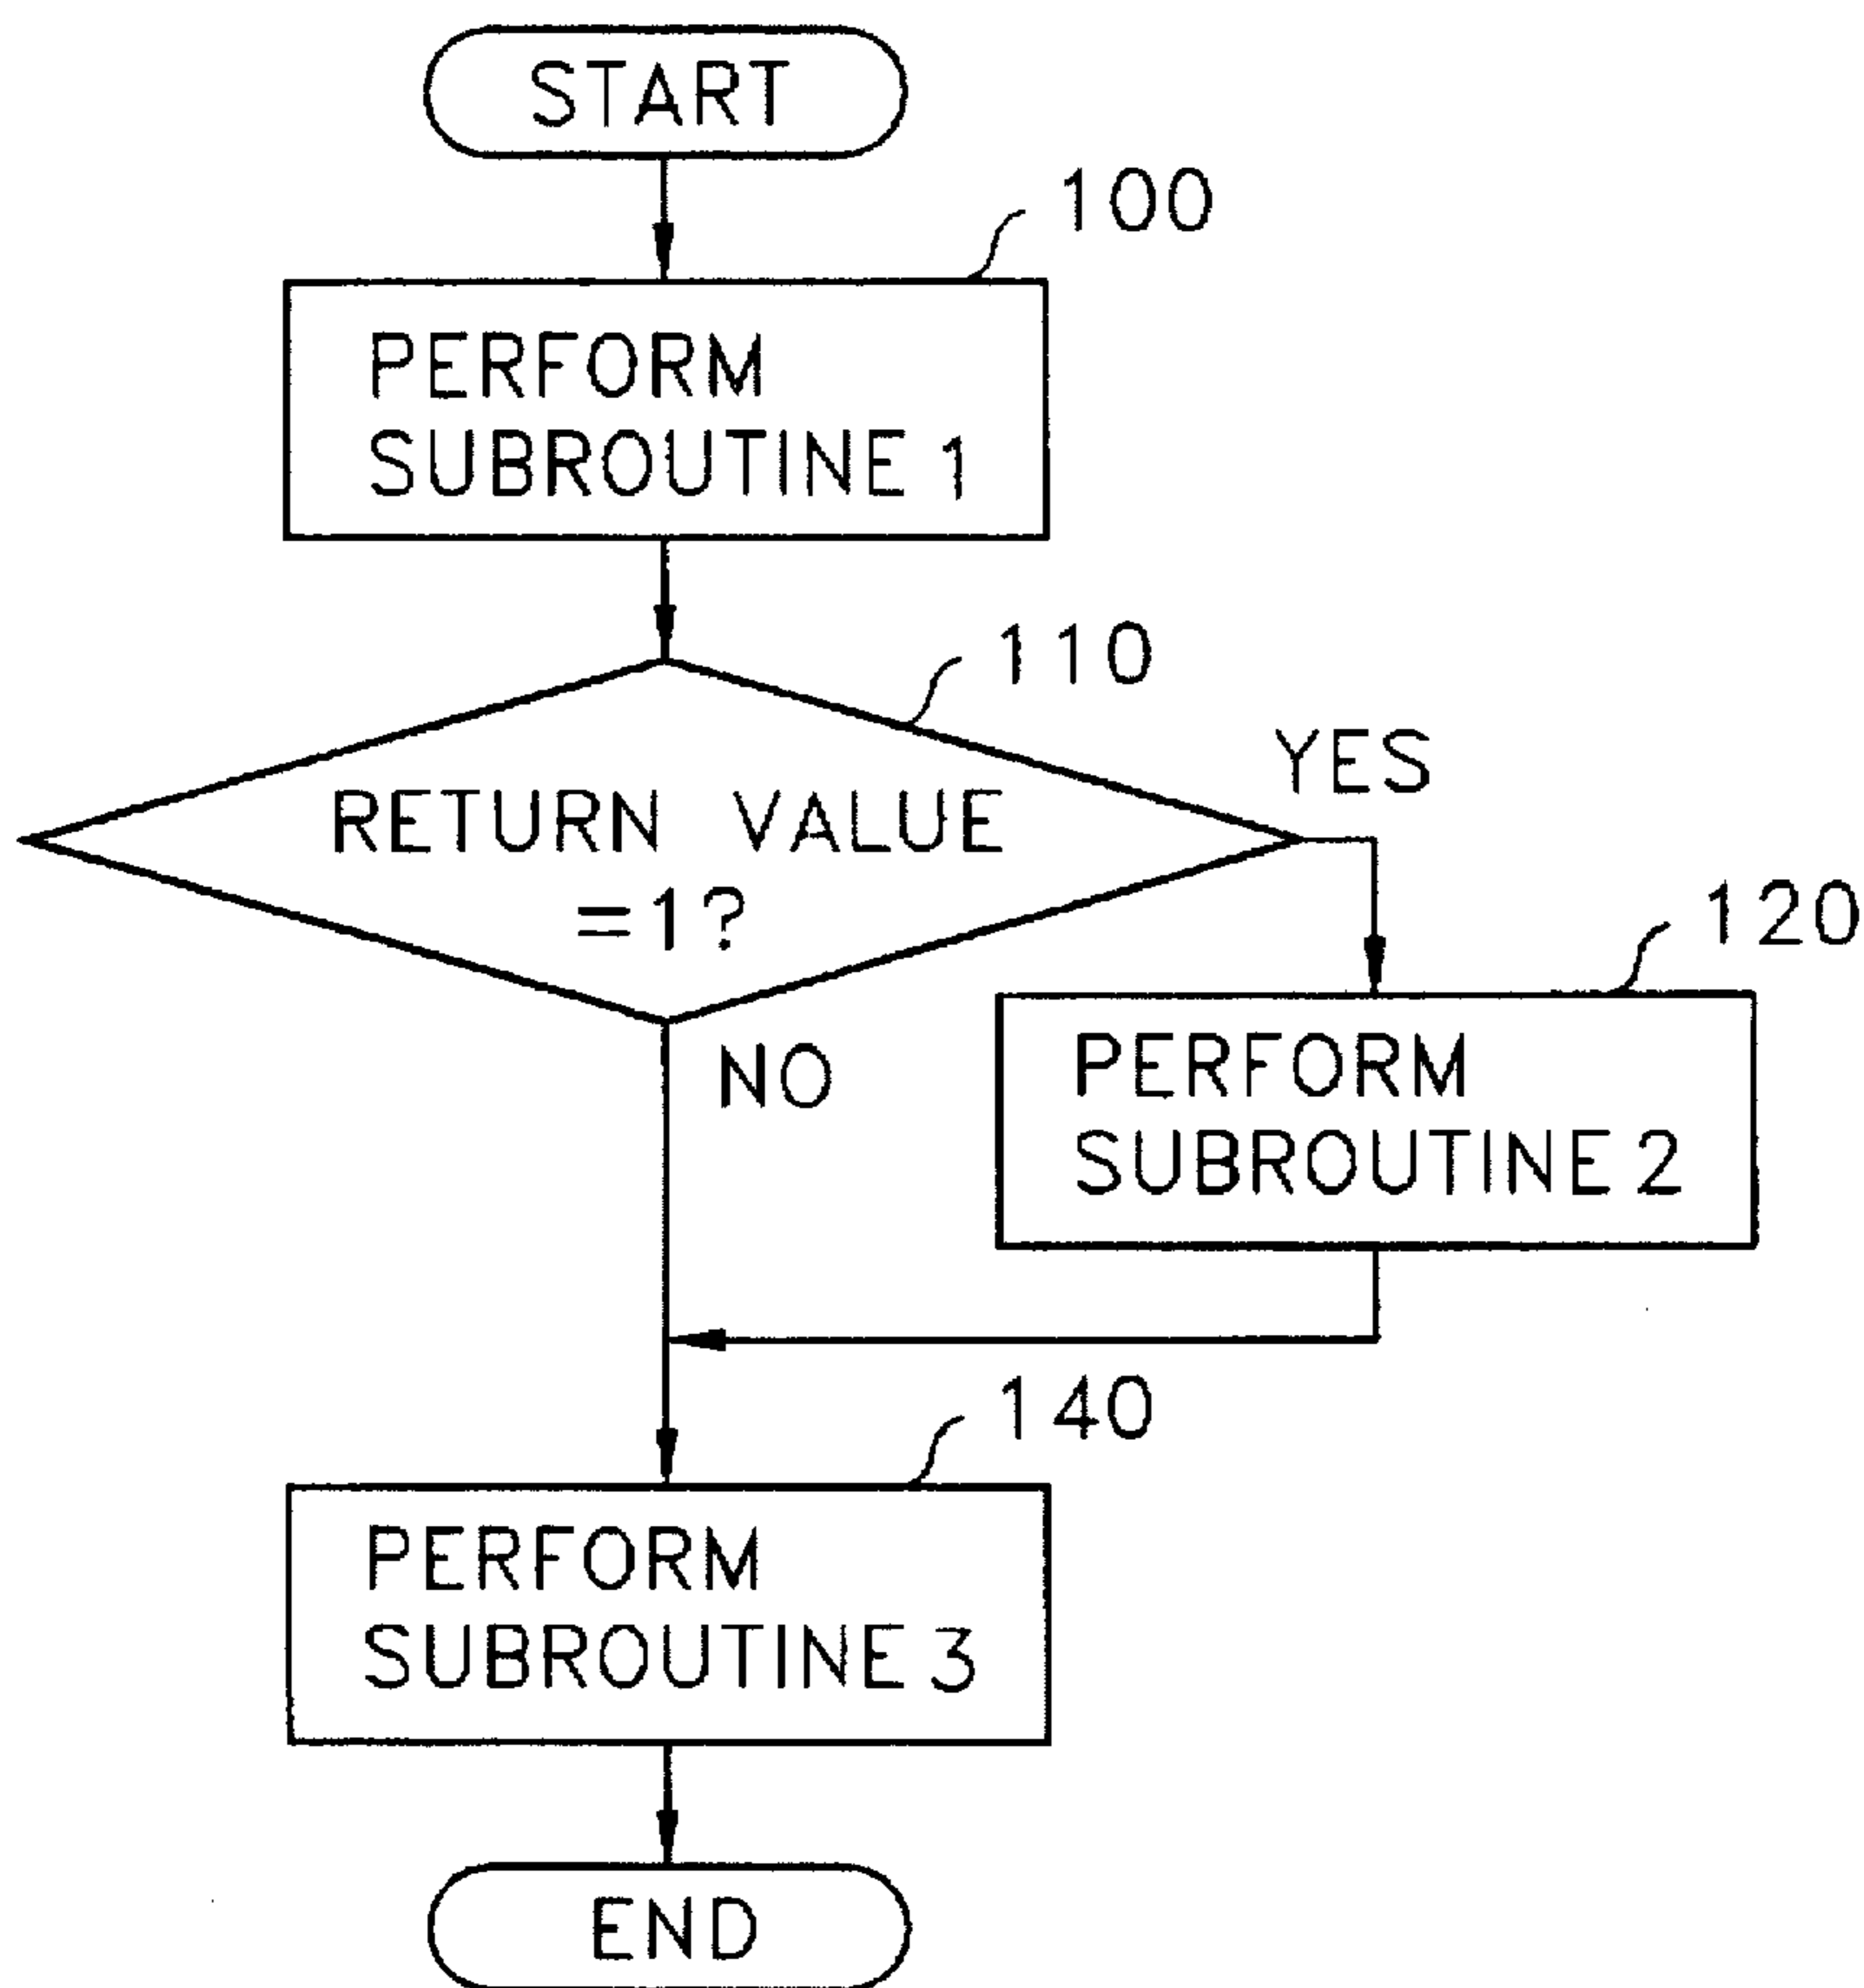 START
100
PERFORM
SUBROUTINE 1
110
RETURN VALUE
=1?
YES
NO
120
PERFORM
SUBROUTINE 2
140
PERFORM
SUBROUTINE 3
END